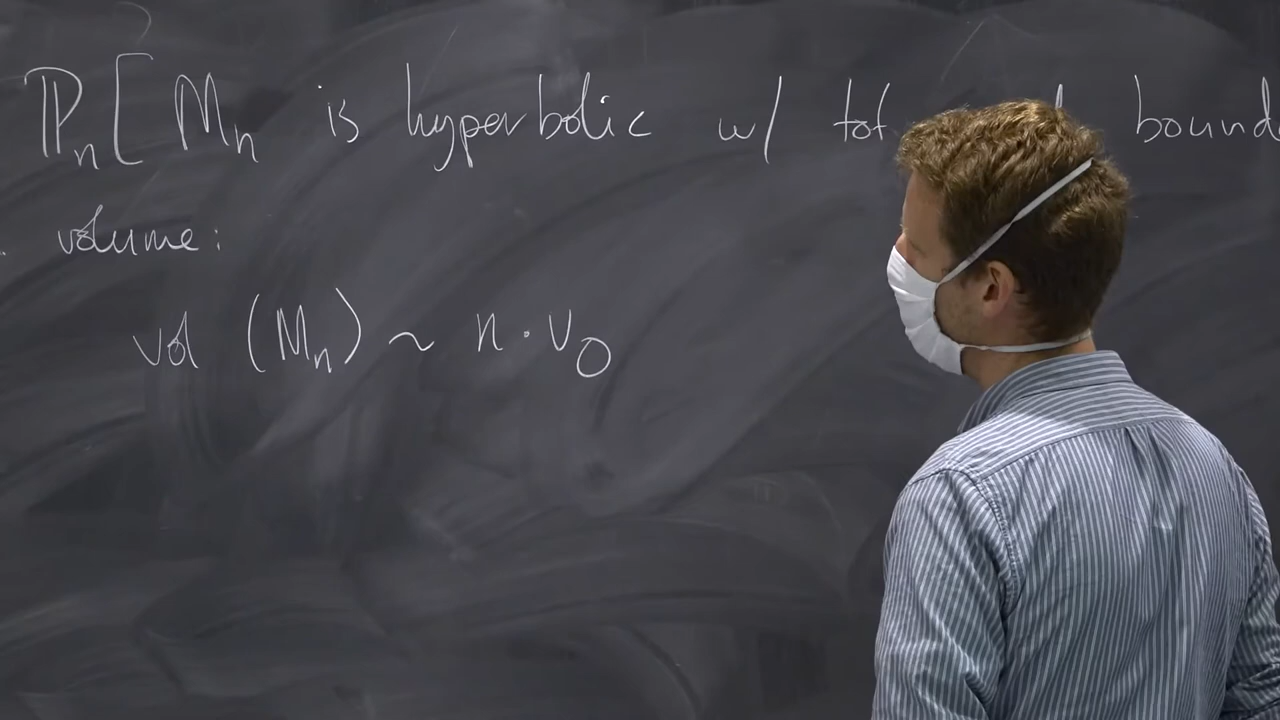 ℙₙ[ Mₙ is hyperbolic w/ tot bound
. volume:
vol (Mₙ) ~ n · v₀